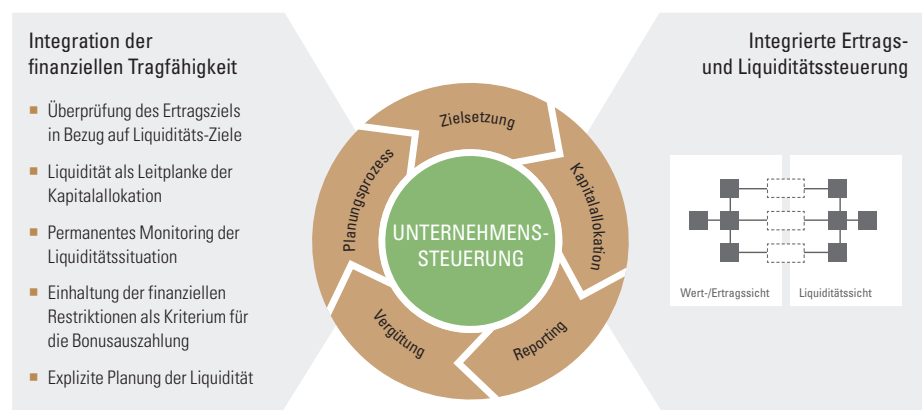 Integration der
finanziellen Tragfähigkeit
Überprüfung des Ertragsziels
in Bezug auf Liquiditäts-Ziele
Liquidität als Leitplanke der
Kapitalallokation
Permanentes Monitoring der
Liquiditätssituation
Einhaltung der finanziellen
Restriktionen als Kriterium für
die Bonusauszahlung
Explizite Planung der Liquidität
Zielsetzung
Kapitalallokation
Reporting
Vergütung
Planungsprozess
UNTERNEHMENS-
STEUERUNG
Integrierte Ertrags-
und Liquiditätssteuerung
Wert-/Ertragssicht
Liquiditätssicht